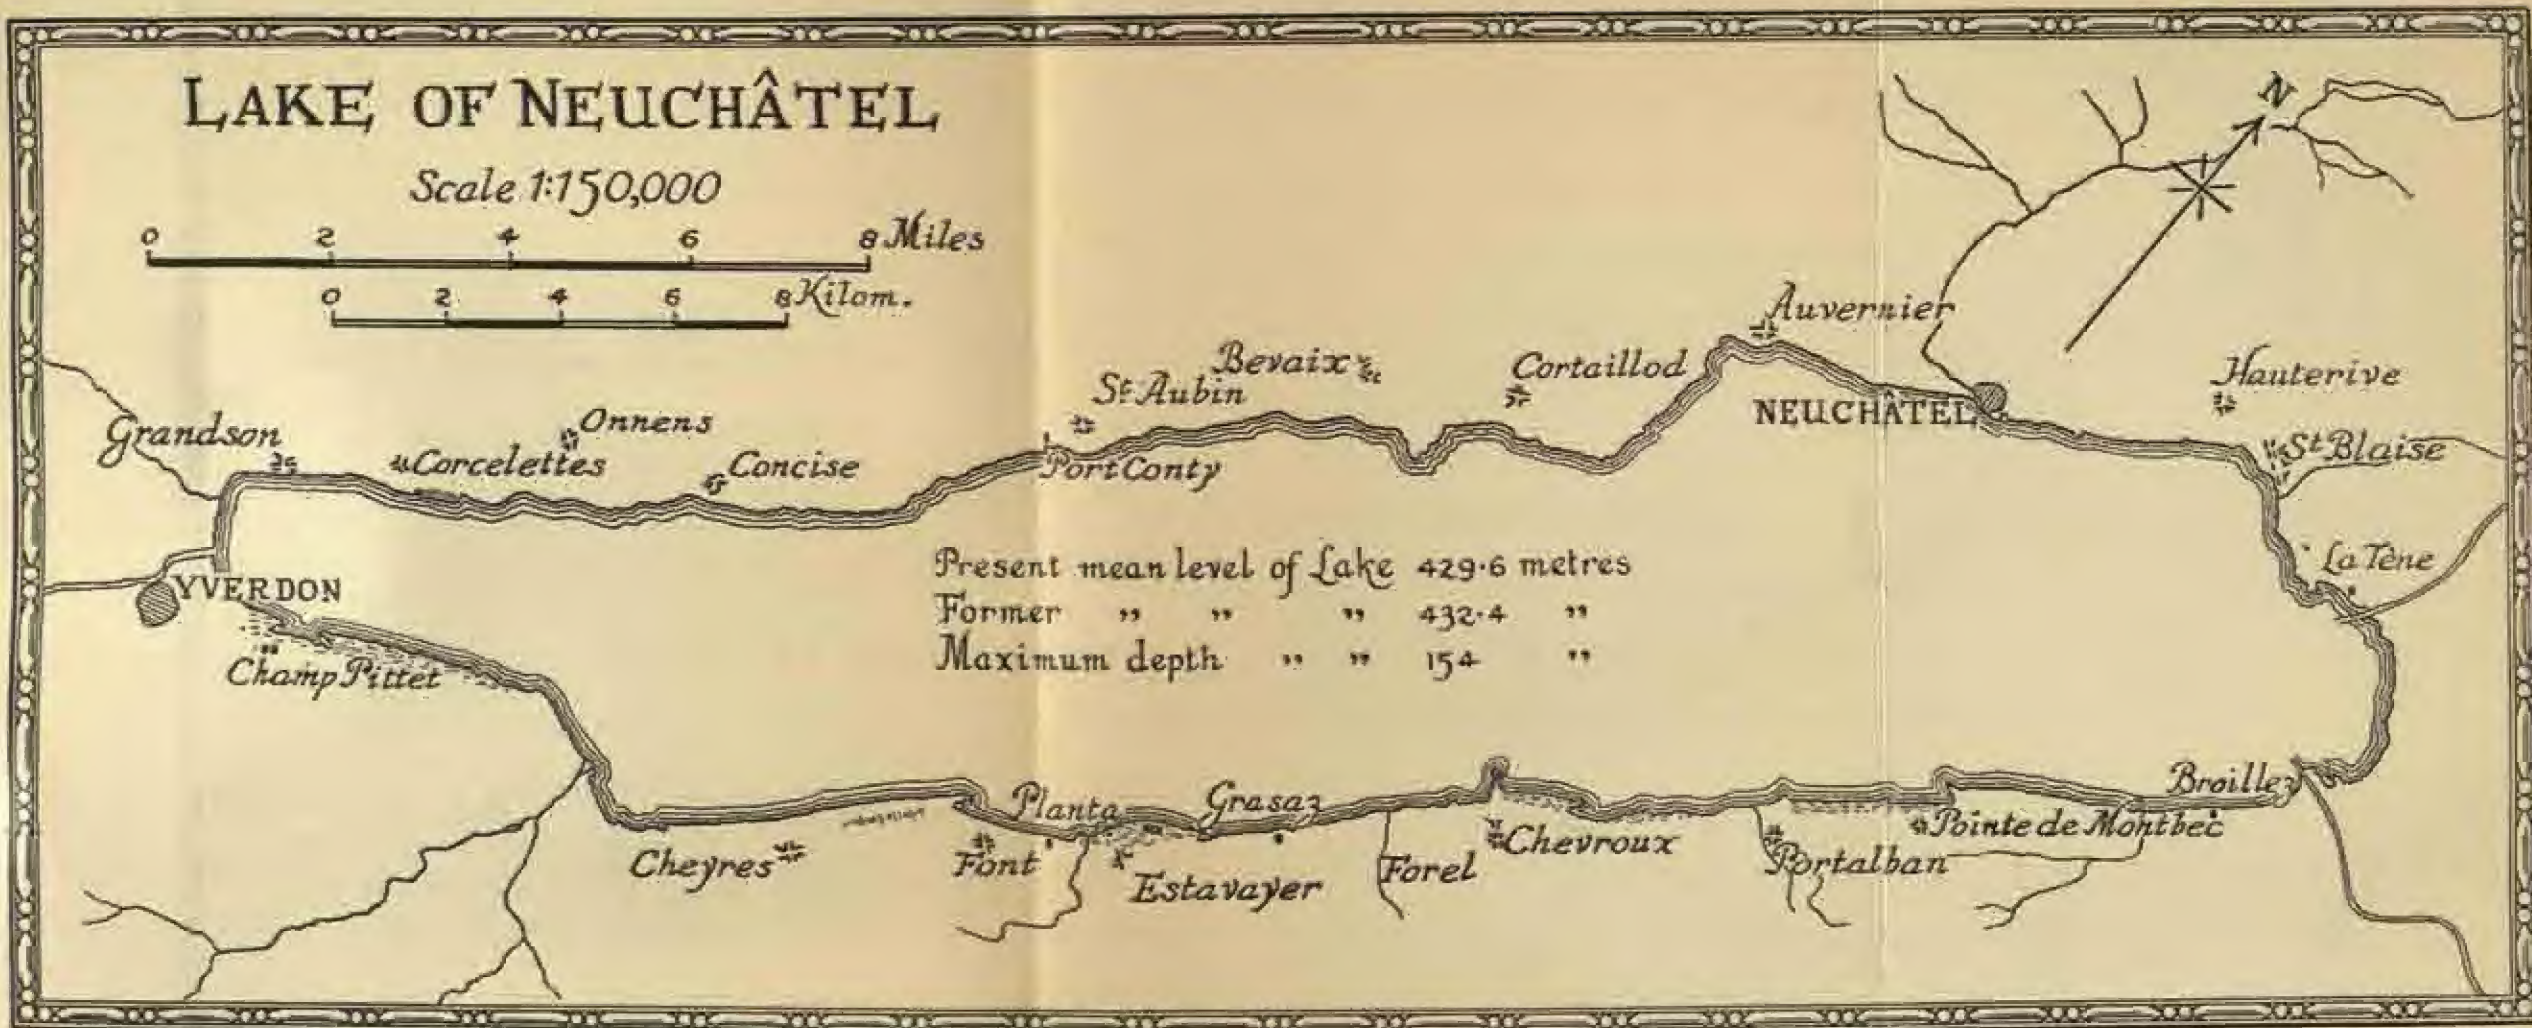 LAKE OF NEUCHÂTEL
Scale 1:150,000
0 2 4 6 8 Miles
0 2 4 6 8 Kilom.
N
Auvernier
Bevaix
Cortaillod
Hauterive
St. Aubin
NEUCHÂTEL
Onnens
Grandson
Corcelettes
Concise
Port Conty
St. Blaise
La Tène
YVERDON
Present mean level of Lake 429·6 metres
Former ,, ,, ,, 432·4 ,,
Maximum depth ,, ,, 154 ,,
Champ Pittet
Planta
Grasaz
Broillez
Pointe de Montbec
Cheyres
Font
Estavayer
Forel
Chevroux
Portalban